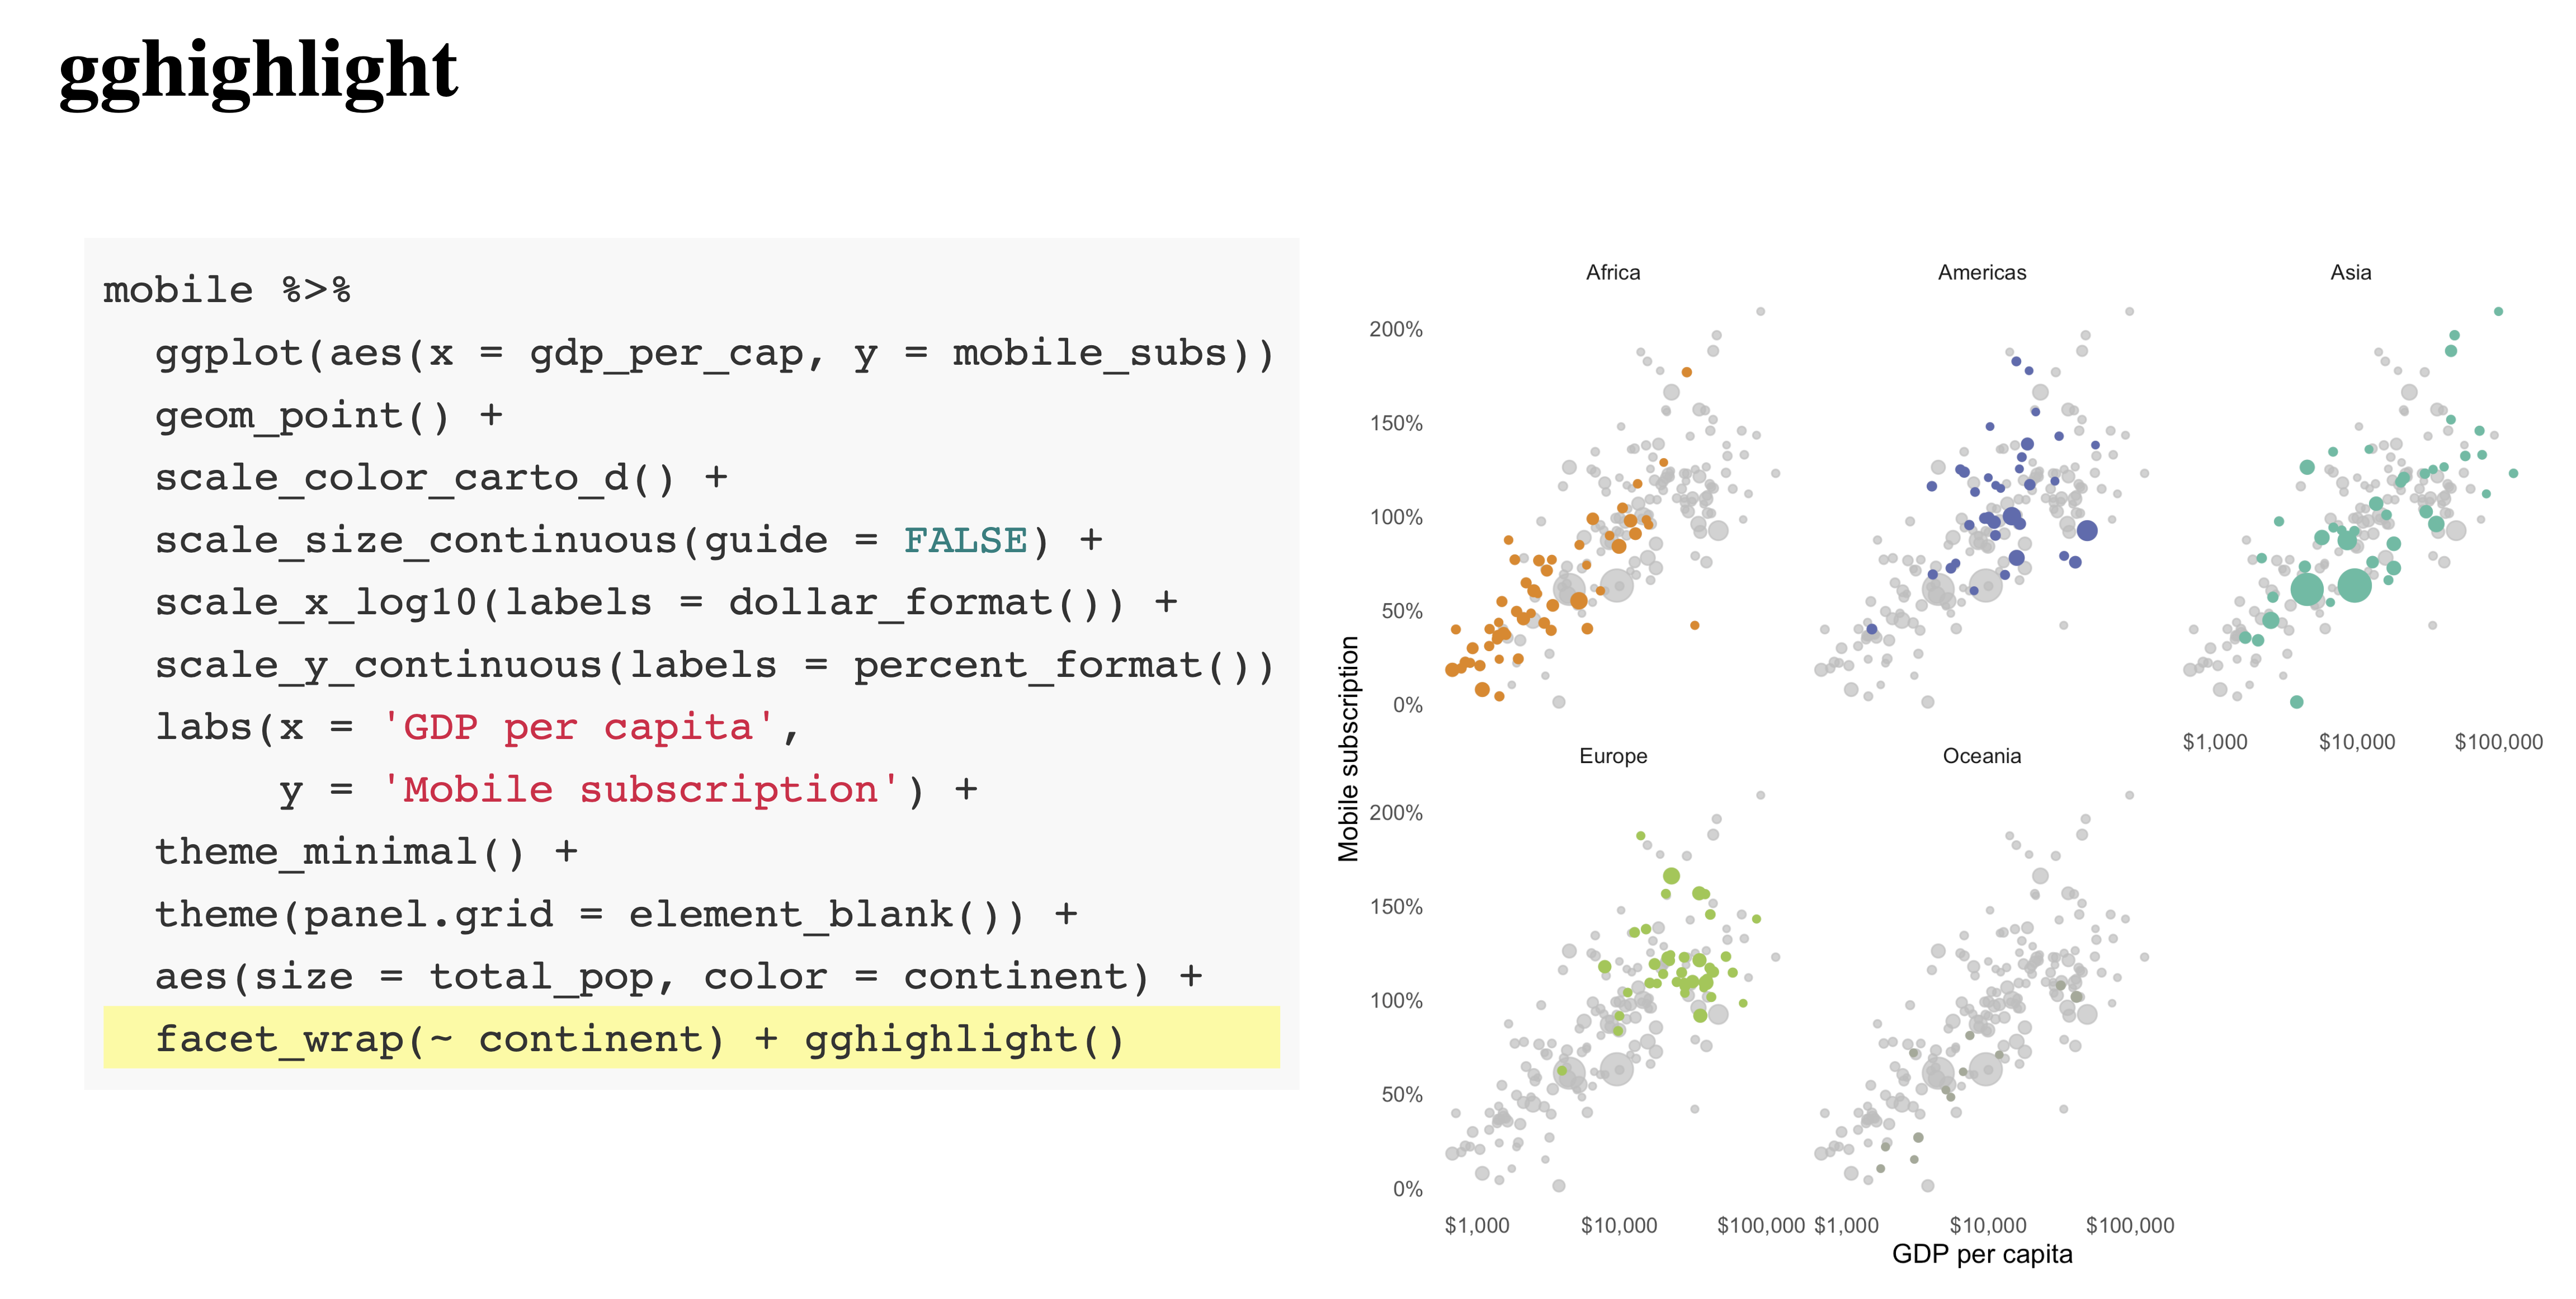 gghighlight
mobile %>%
  ggplot(aes(x = gdp_per_cap, y = mobile_subs))
  geom_point() +
  scale_color_carto_d() +
  scale_size_continuous(guide = FALSE) +
  scale_x_log10(labels = dollar_format()) +
  scale_y_continuous(labels = percent_format())
  labs(x = 'GDP per capita',
       y = 'Mobile subscription') +
  theme_minimal() +
  theme(panel.grid = element_blank()) +
  aes(size = total_pop, color = continent) +
  facet_wrap(~ continent) + gghighlight()
Mobile subscription
Africa Americas Asia
200%
150%
100%
50%
0%
$1,000 $10,000 $100,000
Europe Oceania
200%
150%
100%
50%
0%
$1,000 $10,000 $100,000 $1,000 $10,000 $100,000
GDP per capita